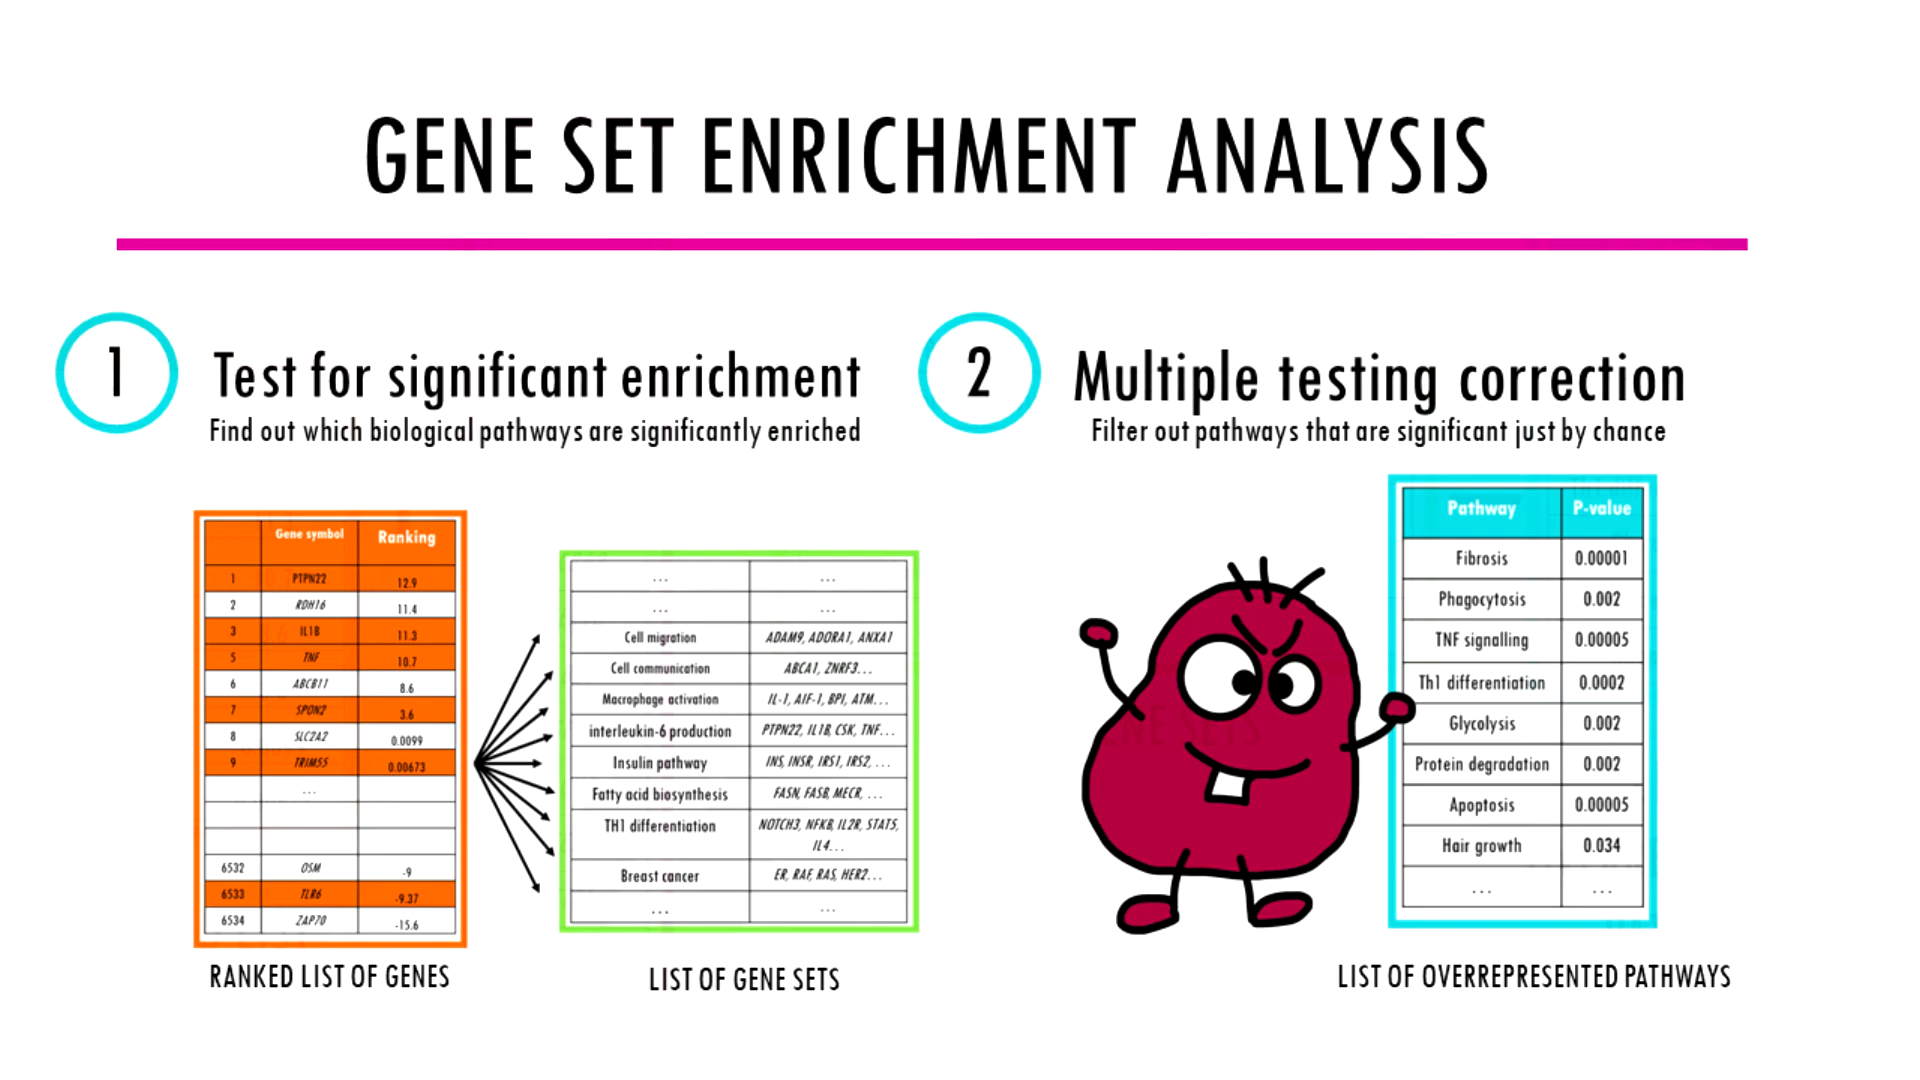 GENE SET ENRICHMENT ANALYSIS
1
Test for significant enrichment
Find out which biological pathways are significantly enriched
Gene symbol Ranking
1 PTPN22 12.9
2 RDH16 11.4
3 IL1B 11.3
5 TNF 10.7
6 ABCB11 8.6
7 SPON2 3.6
8 SLC2A2 0.0099
9 TRIM55 0.00673
...
6532 OSM -9
6533 TLR6 -9.37
6534 ZAP70 -15.6
RANKED LIST OF GENES
... ...
... ...
Cell migration ADAM9, ADORA1, ANXA1
Cell communication ABCA1, ZNRF3...
Macrophage activation IL-1, AIF-1, BPI, ATM...
interleukin-6 production PTPN22, IL1B, CSK, TNF...
Insulin pathway INS, INSR, IRS1, IRS2, ...
Fatty acid biosynthesis FASN, FASB, MECR, ...
TH1 differentiation NOTCH3, NFKB, IL2R, STAT5,
IL4...
Breast cancer ER, RAF, RAS, HER2...
... ...
LIST OF GENE SETS
2
Multiple testing correction
Filter out pathways that are significant just by chance
Pathway P-value
Fibrosis 0.00001
Phagocytosis 0.002
TNF signalling 0.00005
Th1 differentiation 0.0002
Glycolysis 0.002
Protein degradation 0.002
Apoptosis 0.00005
Hair growth 0.034
... ...
LIST OF OVERREPRESENTED PATHWAYS